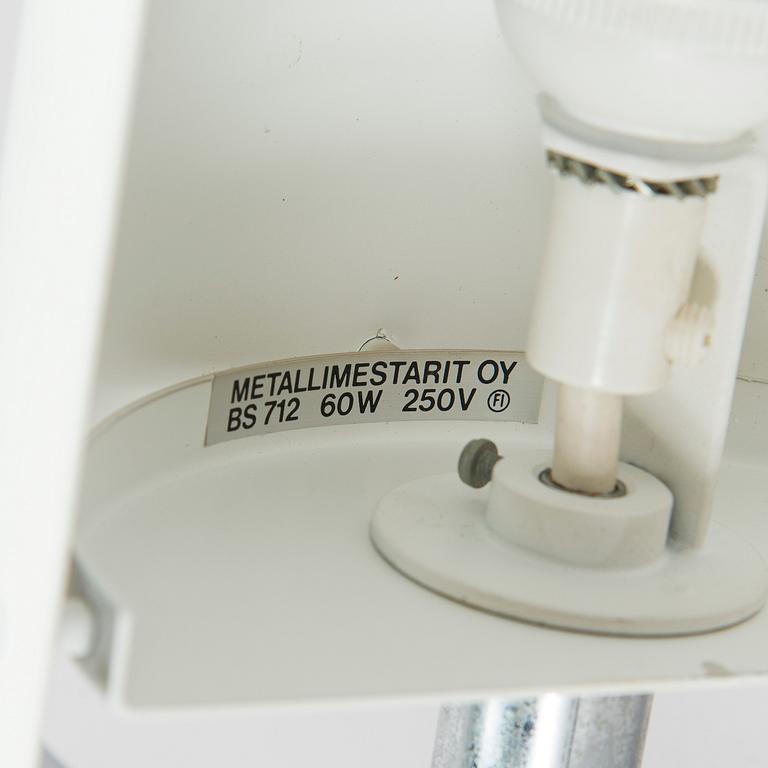 METALLIMESTARIT OY
BS 712 60W 250V FI